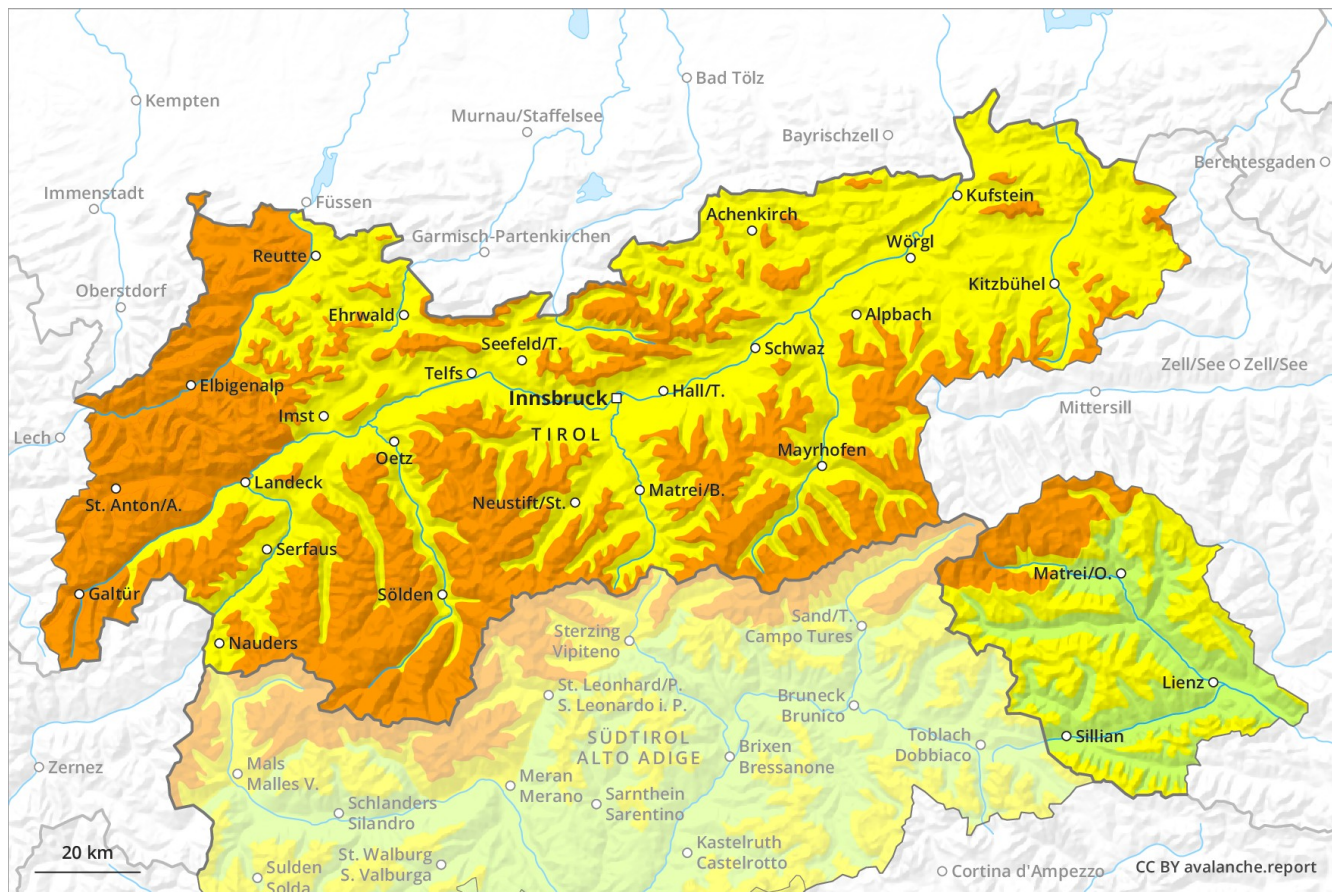 Kempten
Bad Tölz
Murnau/Staffelsee
Bayrischzell
Berchtesgaden
Immenstadt
Füssen
Kufstein
Achenkirch
Garmisch-Partenkirchen
Wörgl
Reutte
Oberstdorf
Kitzbühel
Ehrwald
Alpbach
Seefeld/T.
Schwaz
Zell/See
Zell/See
Telfs
Elbigenalp
Hall/T.
Innsbruck
Mittersill
Imst
Lech
TIROL
Oetz
Mayrhofen
Landeck
Matrei/B.
St. Anton/A.
Neustift/St.
Serfaus
Matrei/O.
Galtür
Sölden
Sand/T.
Campo Tures
Sterzing
Vipiteno
Nauders
Lienz
St. Leonhard/P.
S. Leonardo i. P.
Bruneck
Brunico
SÜDTIROL
ALTO ADIGE
Sillian
Toblach
Dobbiaco
Brixen
Bressanone
Zernez
Mals
Malles V.
Meran
Merano
Sarnthein
Sarentino
Schlanders
Silandro
Kastelruth
Castelrotto
20 km
St. Walburg
S. Valburga
Sulden
Solda
Cortina d'Ampezzo
CC BY avalanche.report